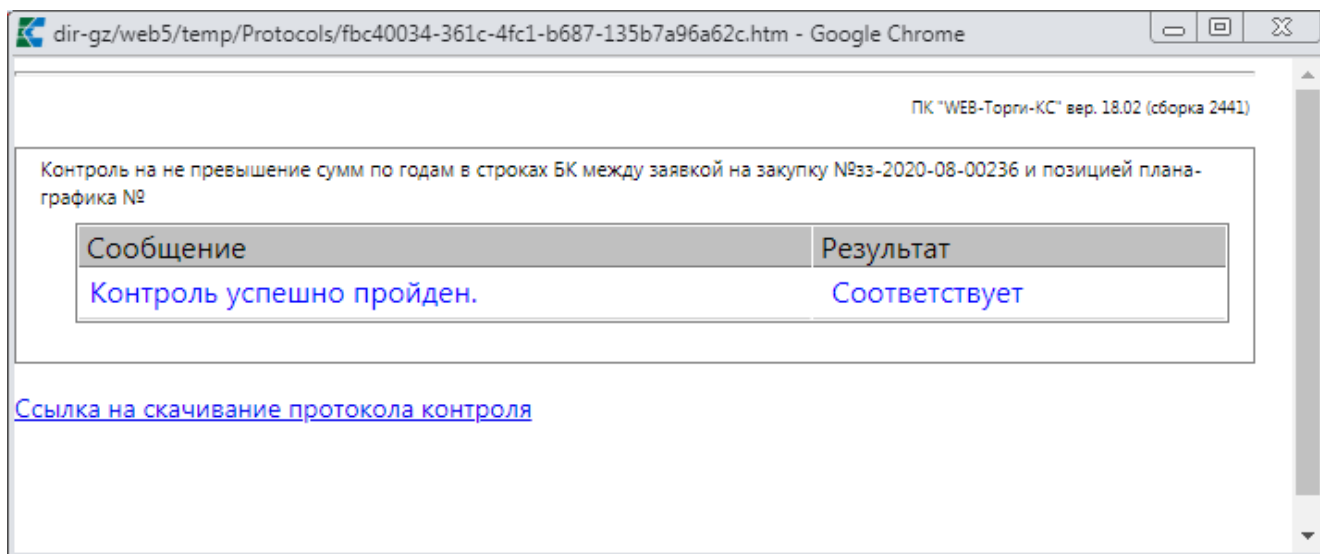 dir-gz/web5/temp/Protocols/fbc40034-361c-4fc1-b687-135b7a96a62c.htm - Google Chrome
ПК "WEB-Торги-КС" вер. 18.02 (сборка 2441)
Контроль на не превышение сумм по годам в строках БК между заявкой на закупку №зз-2020-08-00236 и позицией плана-
графика №
Сообщение Результат
Контроль успешно пройден. Соответствует
Ссылка на скачивание протокола контроля